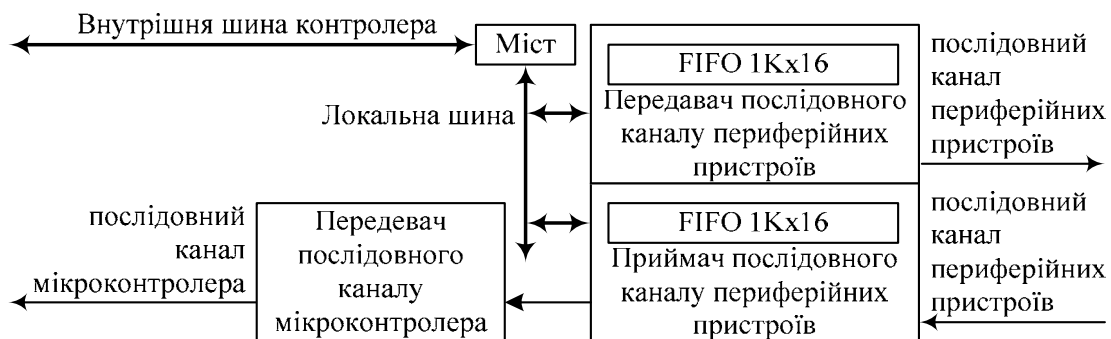 Внутрішня шина контролера
Міст
FIFO 1Kx16
Передавач послідовного
каналу периферійних
пристроїв
послідовний
канал
периферійних
пристроїв
Локальна шина
послідовний
канал
мікроконтролера
Передевач
послідовного
каналу
мікроконтролера
FIFO 1Kx16
Приймач послідовного
каналу периферійних
пристроїв
послідовний
канал
периферійних
пристроїв